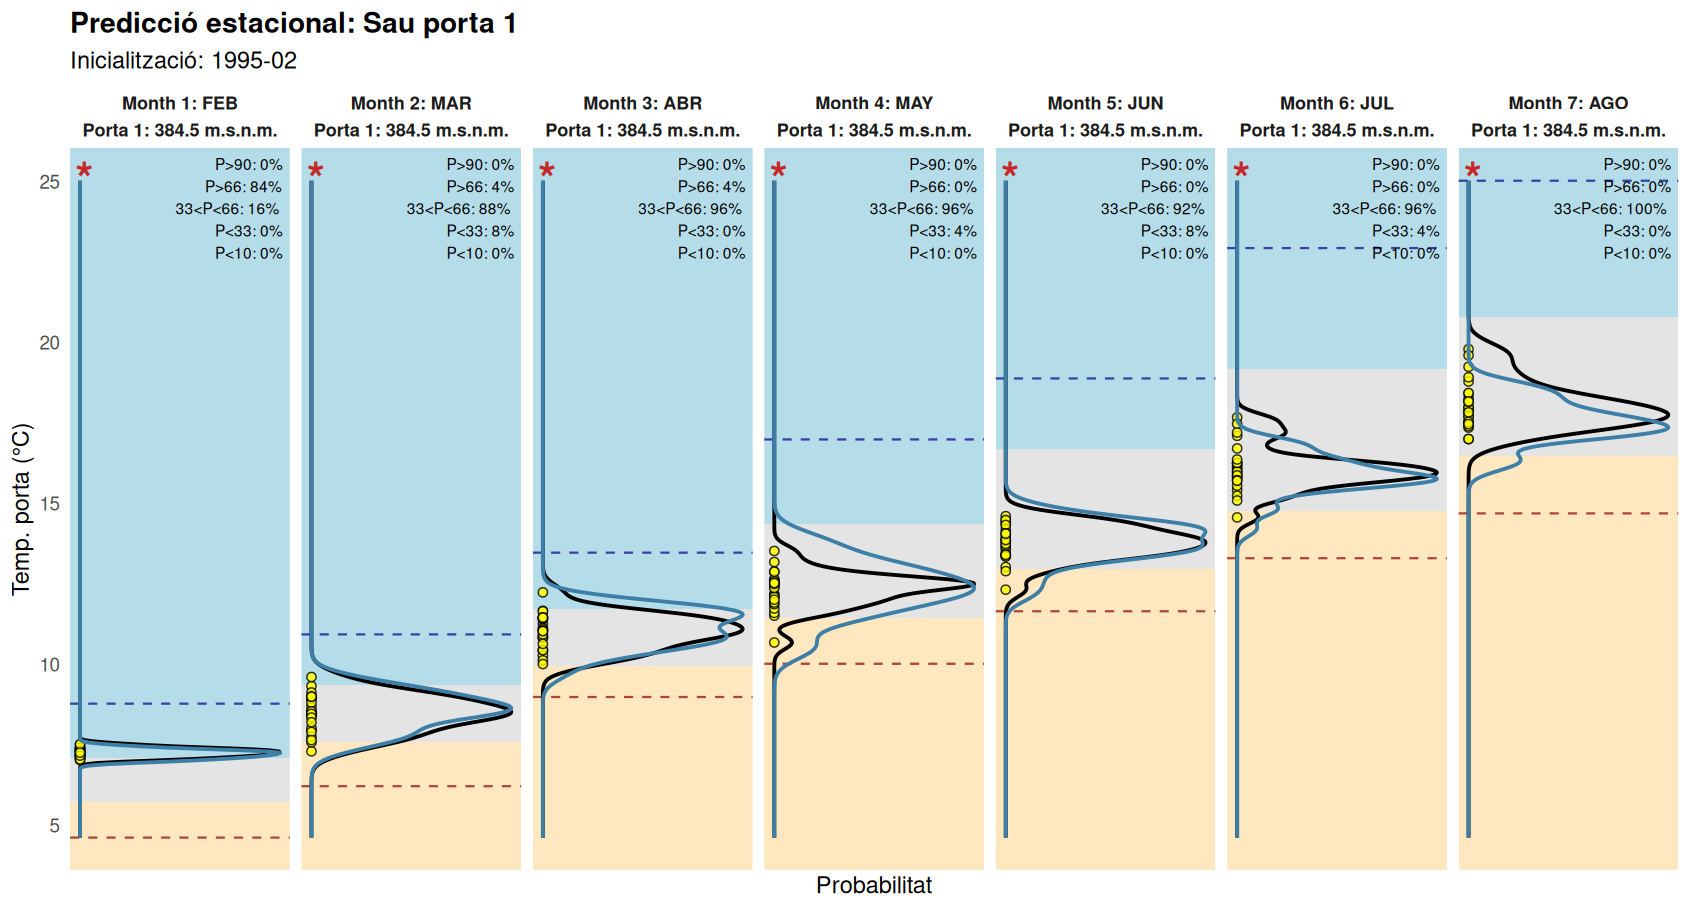 Predicció estacional: Sau porta 1
Inicialització: 1995-02
Month 1: FEB
Porta 1: 384.5 m.s.n.m.
Month 2: MAR
Porta 1: 384.5 m.s.n.m.
Month 3: ABR
Porta 1: 384.5 m.s.n.m.
Month 4: MAY
Porta 1: 384.5 m.s.n.m.
Month 5: JUN
Porta 1: 384.5 m.s.n.m.
Month 6: JUL
Porta 1: 384.5 m.s.n.m.
Month 7: AGO
Porta 1: 384.5 m.s.n.m.
*
P>90: 0%
P>66: 84%
33<P<66: 16%
P<33: 0%
P<10: 0%
*
P>90: 0%
P>66: 4%
33<P<66: 88%
P<33: 8%
P<10: 0%
*
P>90: 0%
P>66: 4%
33<P<66: 96%
P<33: 0%
P<10: 0%
*
P>90: 0%
P>66: 0%
33<P<66: 96%
P<33: 4%
P<10: 0%
*
P>90: 0%
P>66: 0%
33<P<66: 92%
P<33: 8%
P<10: 0%
*
P>90: 0%
P>66: 0%
33<P<66: 96%
P<33: 4%
P<10: 0%
*
P>90: 0%
P>66: 0%
33<P<66: 100%
P<33: 0%
P<10: 0%
25
20
15
10
5
Temp. porta (°C)
Probabilitat